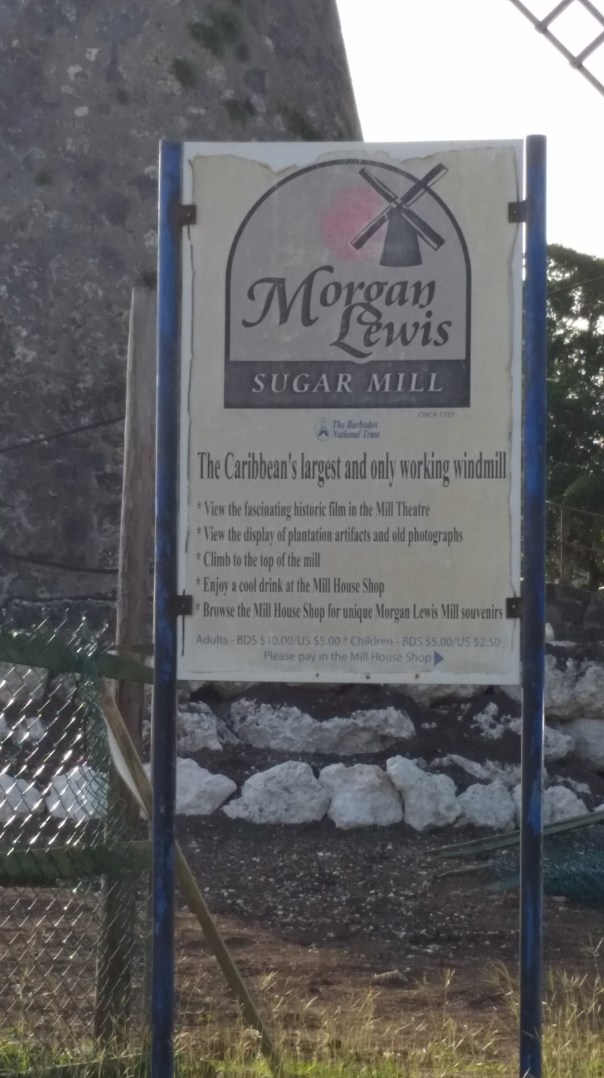 Morgan
Lewis
SUGAR MILL
CIRCA 1727
The Barbados
National Trust
The Caribbean's largest and only working windmill
* View the fascinating historic film in the Mill Theatre
* View the display of plantation artifacts and old photographs
* Climb to the top of the mill
* Enjoy a cool drink at the Mill House Shop
* Browse the Mill House Shop for unique Morgan Lewis Mill souvenirs
Adults - BDS $10.00/US $5.00 * Children - BDS $5.00/US $2.50
Please pay in the Mill House Shop